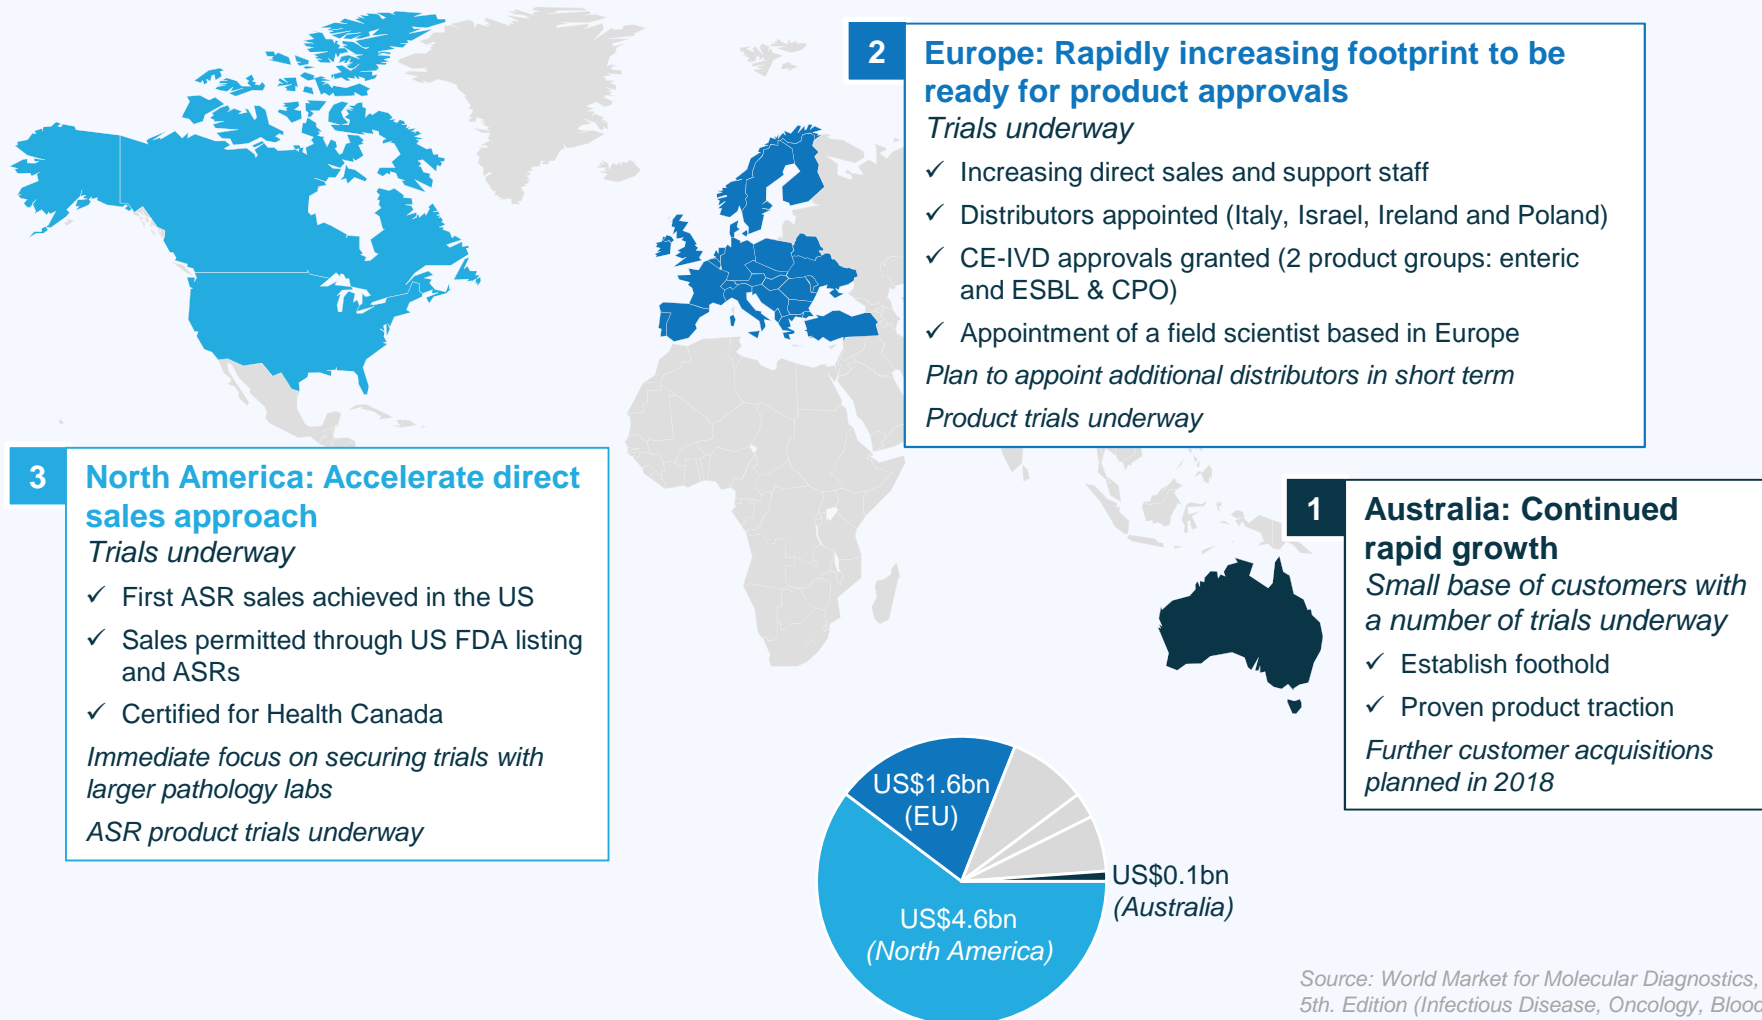 2
Europe: Rapidly increasing footprint to be
ready for product approvals
Trials underway
✓ Increasing direct sales and support staff
✓ Distributors appointed (Italy, Israel, Ireland and Poland)
✓ CE-IVD approvals granted (2 product groups: enteric
and ESBL & CPO)
✓ Appointment of a field scientist based in Europe
Plan to appoint additional distributors in short term
Product trials underway
3
North America: Accelerate direct
sales approach
Trials underway
✓ First ASR sales achieved in the US
✓ Sales permitted through US FDA listing
and ASRs
✓ Certified for Health Canada
Immediate focus on securing trials with
larger pathology labs
ASR product trials underway
1
Australia: Continued
rapid growth
Small base of customers with
a number of trials underway
✓ Establish foothold
✓ Proven product traction
Further customer acquisitions
planned in 2018
US$1.6bn
(EU)
US$0.1bn
(Australia)
US$4.6bn
(North America)
Source: World Market for Molecular Diagnostics,
5th. Edition (Infectious Disease, Oncology, Blood